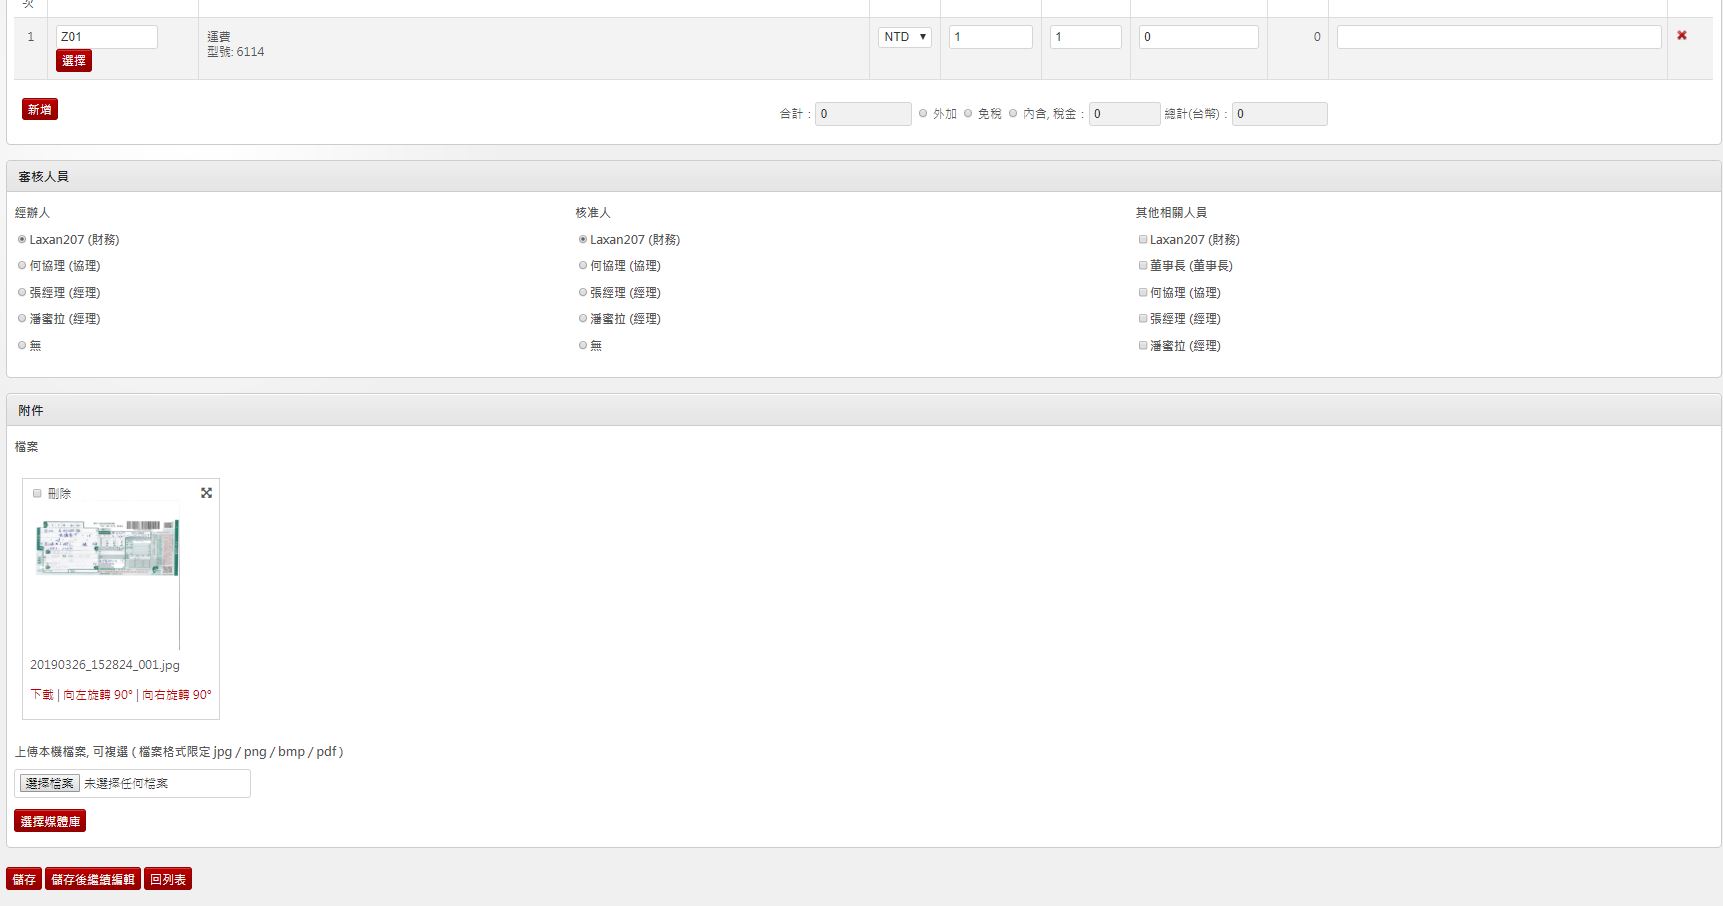 次
1 Z01 運費 NTD 1 1 0 0
選擇 型號: 6114
新增 合計 : 0 外加 免稅 內含, 稅金 : 0 總計(台幣) : 0
審核人員
經辦人
Laxan207 (財務)
何協理 (協理)
張經理 (經理)
潘蜜拉 (經理)
無
核准人
Laxan207 (財務)
何協理 (協理)
張經理 (經理)
潘蜜拉 (經理)
無
其他相關人員
Laxan207 (財務)
董事長 (董事長)
何協理 (協理)
張經理 (經理)
潘蜜拉 (經理)
附件
檔案
刪除
20190326_152824_001.jpg
下載 | 向左旋轉 90° | 向右旋轉 90°
上傳本機檔案, 可複選 ( 檔案格式限定 jpg / png / bmp / pdf )
選擇檔案 未選擇任何檔案
選擇媒體庫
儲存 儲存後繼續編輯 回列表